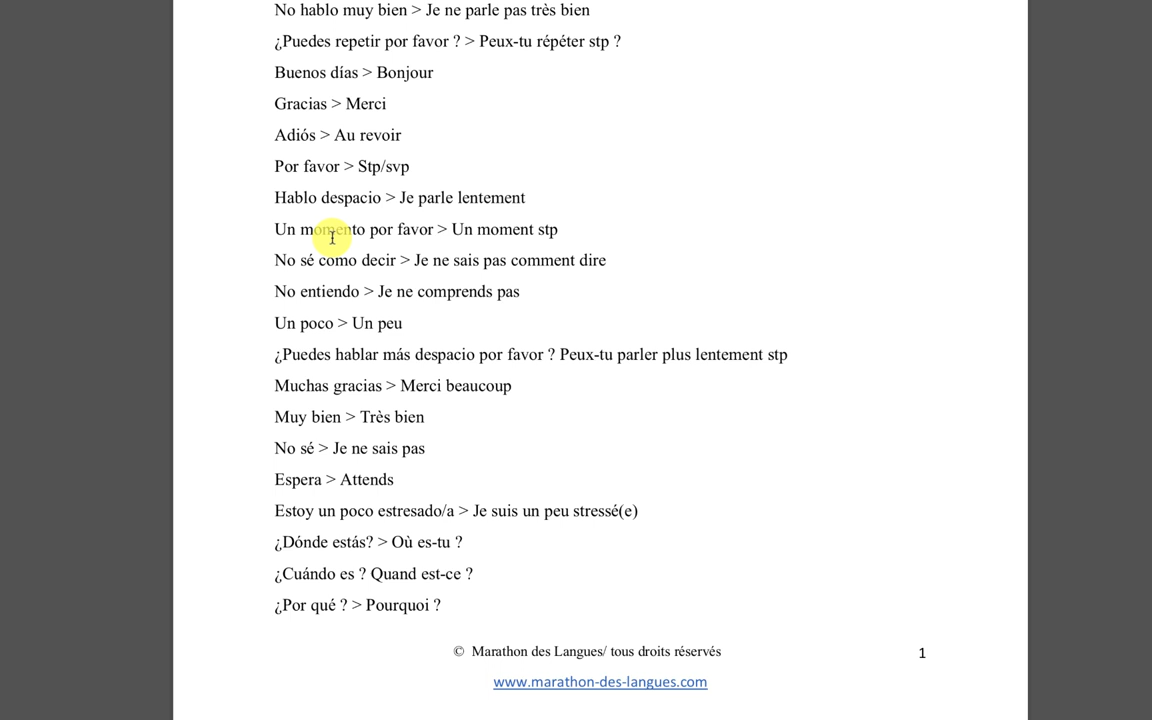 No hablo muy bien > Je ne parle pas très bien
¿Puedes repetir por favor ? > Peux-tu répéter stp ?
Buenos días > Bonjour
Gracias > Merci
Adiós > Au revoir
Por favor > Stp/svp
Hablo despacio > Je parle lentement
Un momento por favor > Un moment stp
No sé como decir > Je ne sais pas comment dire
No entiendo > Je ne comprends pas
Un poco > Un peu
¿Puedes hablar más despacio por favor ? Peux-tu parler plus lentement stp
Muchas gracias > Merci beaucoup
Muy bien > Très bien
No sé > Je ne sais pas
Espera > Attends
Estoy un poco estresado/a > Je suis un peu stressé(e)
¿Dónde estás? > Où es-tu ?
¿Cuándo es ? Quand est-ce ?
¿Por qué ? > Pourquoi ?
© Marathon des Langues/ tous droits réservés 1
www.marathon-des-langues.com